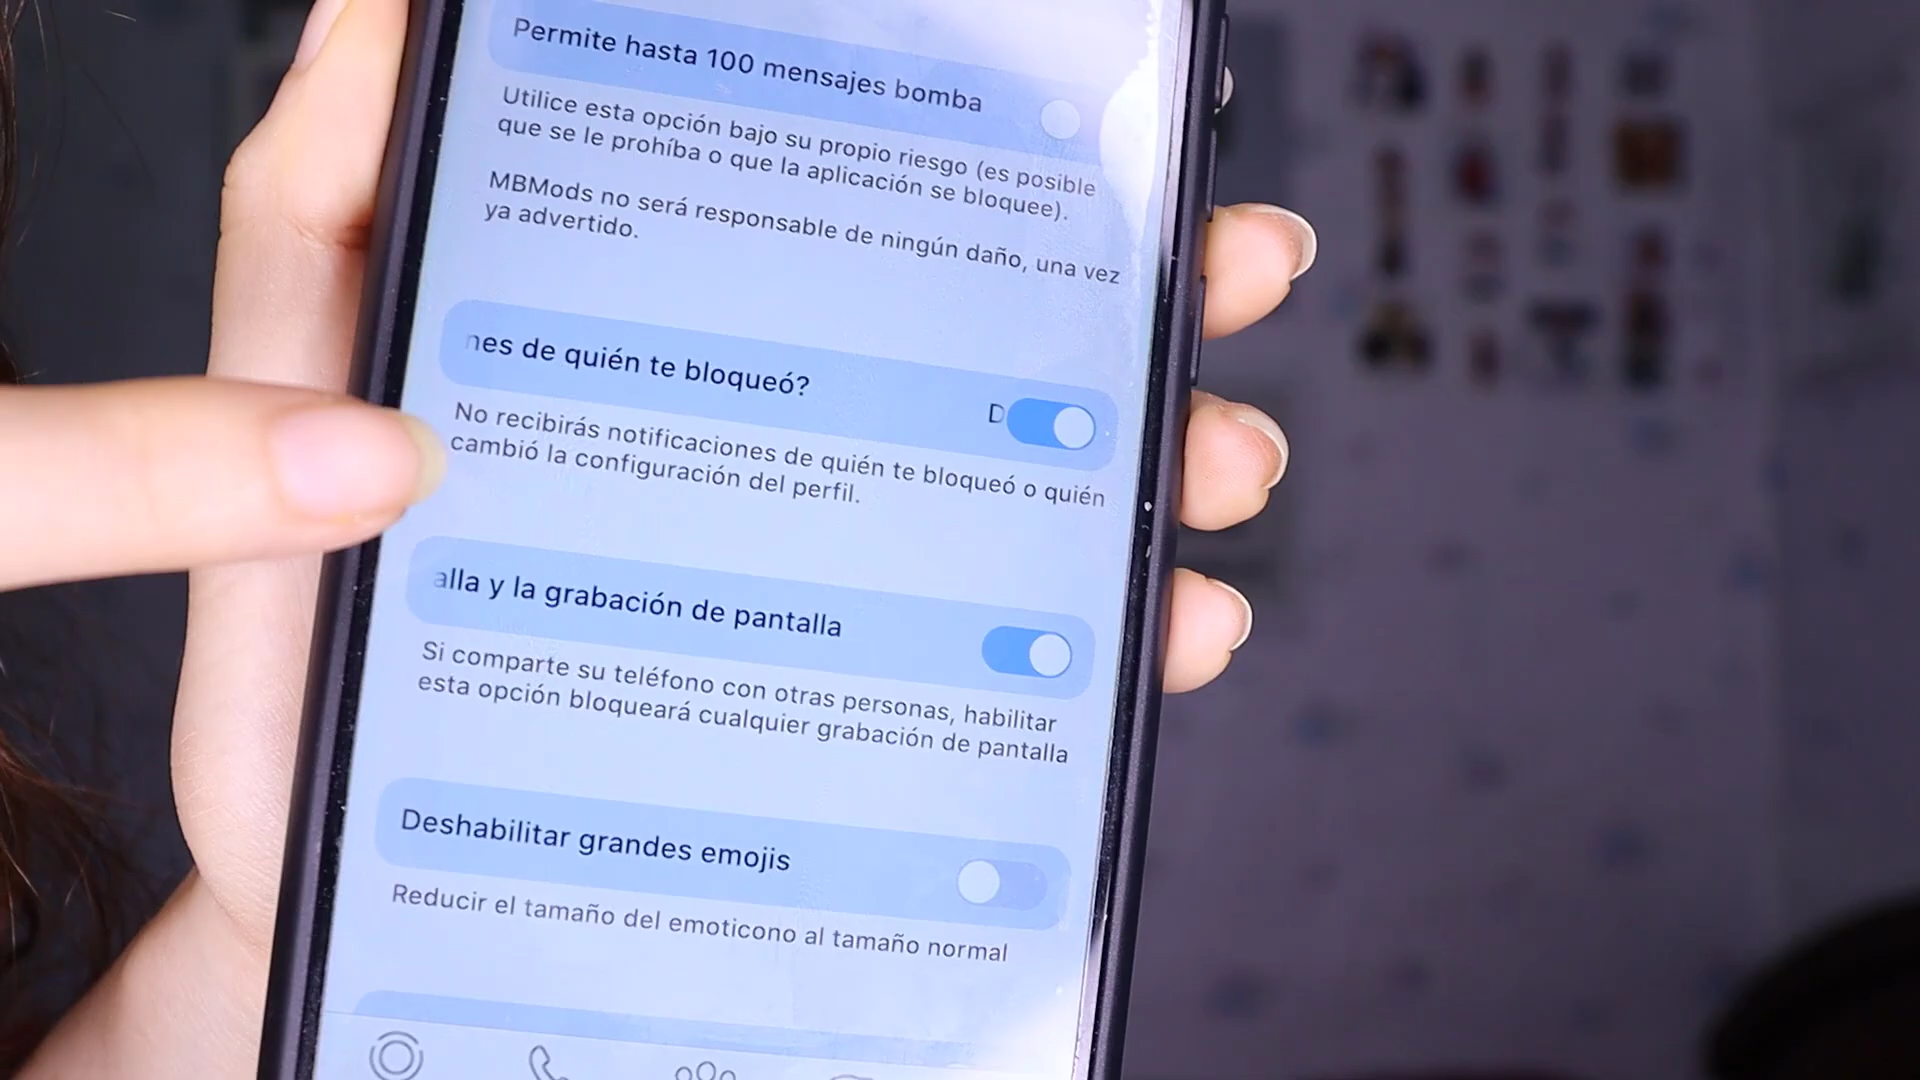 Permite hasta 100 mensajes bomba
Utilice esta opción bajo su propio riesgo (es posible
que se le prohíba o que la aplicación se bloquee).
MBMods no será responsable de ningún daño, una vez
ya advertido.
nes de quién te bloqueó?
D
No recibirás notificaciones de quién te bloqueó o quién
cambió la configuración del perfil.
alla y la grabación de pantalla
Si comparte su teléfono con otras personas, habilitar
esta opción bloqueará cualquier grabación de pantalla
Deshabilitar grandes emojis
Reducir el tamaño del emoticono al tamaño normal